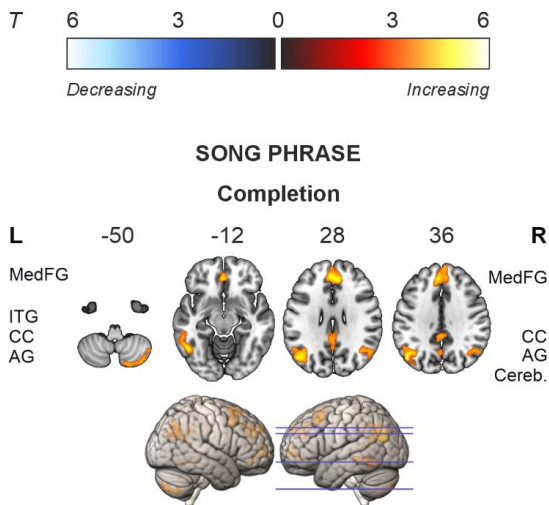 T 6 3 0 3 6
Decreasing Increasing
SONG PHRASE
Completion
L -50 -12 28 36 R
MedFG MedFG
ITG
CC CC
AG AG
Cereb.